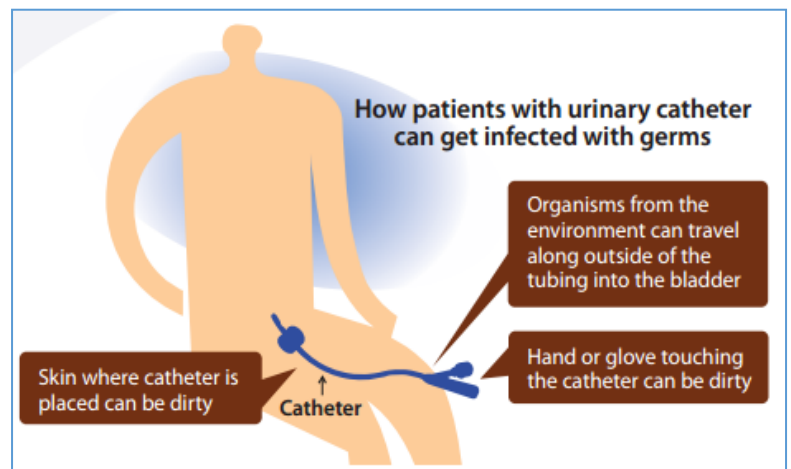 How patients with urinary catheter
can get infected with germs
Organisms from the
environment can travel
along outside of the
tubing into the bladder
Hand or glove touching
the catheter can be dirty
Skin where catheter is
placed can be dirty
Catheter